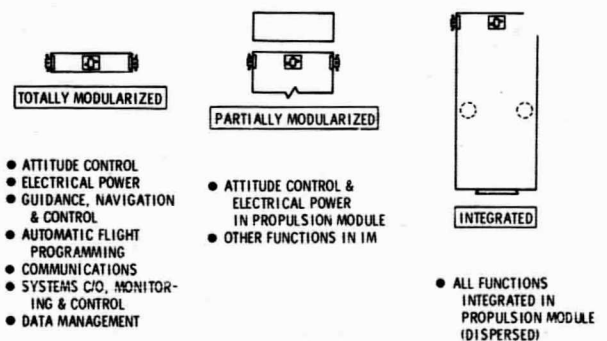 TOTALLY MODULARIZED
● ATTITUDE CONTROL
● ELECTRICAL POWER
● GUIDANCE, NAVIGATION
& CONTROL
● AUTOMATIC FLIGHT
PROGRAMMING
● COMMUNICATIONS
● SYSTEMS C/O, MONITOR-
ING & CONTROL
● DATA MANAGEMENT
PARTIALLY MODULARIZED
● ATTITUDE CONTROL &
ELECTRICAL POWER
IN PROPULSION MODULE
● OTHER FUNCTIONS IN IM
INTEGRATED
● ALL FUNCTIONS
INTEGRATED IN
PROPULSION MODULE
(DISPERSED)